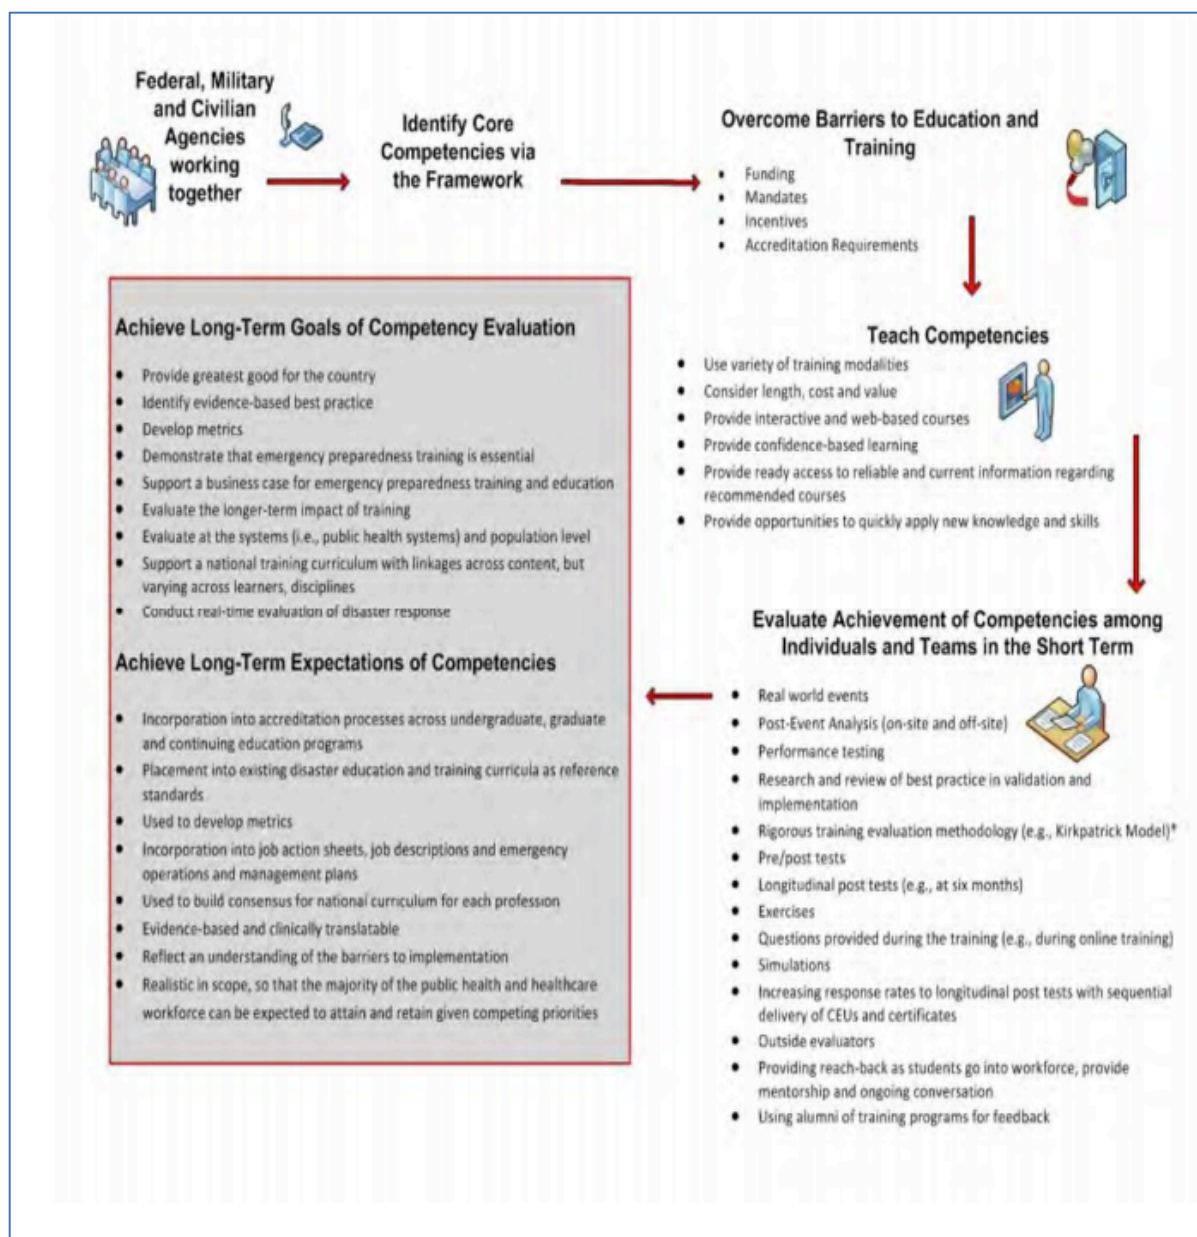 Federal, Military
and Civilian
Agencies
working
together
Identify Core
Competencies via
the Framework
Overcome Barriers to Education and
Training
• Funding
• Mandates
• Incentives
• Accreditation Requirements
Teach Competencies
• Use variety of training modalities
• Consider length, cost and value
• Provide interactive and web-based courses
• Provide confidence-based learning
• Provide ready access to reliable and current information regarding
recommended courses
• Provide opportunities to quickly apply new knowledge and skills
Evaluate Achievement of Competencies among
Individuals and Teams in the Short Term
• Real world events
• Post-Event Analysis (on-site and off-site)
• Performance testing
• Research and review of best practice in validation and
implementation
• Rigorous training evaluation methodology (e.g., Kirkpatrick Model)*
• Pre/post tests
• Longitudinal post tests (e.g., at six months)
• Exercises
• Questions provided during the training (e.g., during online training)
• Simulations
• Increasing response rates to longitudinal post tests with sequential
delivery of CEUs and certificates
• Outside evaluators
• Providing reach-back as students go into workforce, provide
mentorship and ongoing conversation
• Using alumni of training programs for feedback
Achieve Long-Term Goals of Competency Evaluation
• Provide greatest good for the country
• Identify evidence-based best practice
• Develop metrics
• Demonstrate that emergency preparedness training is essential
• Support a business case for emergency preparedness training and education
• Evaluate the longer-term impact of training
• Evaluate at the systems (i.e., public health systems) and population level
• Support a national training curriculum with linkages across content, but
varying across learners, disciplines
• Conduct real-time evaluation of disaster response
Achieve Long-Term Expectations of Competencies
• Incorporation into accreditation processes across undergraduate, graduate
and continuing education programs
• Placement into existing disaster education and training curricula as reference
standards
• Used to develop metrics
• Incorporation into job action sheets, job descriptions and emergency
operations and management plans
• Used to build consensus for national curriculum for each profession
• Evidence-based and clinically translatable
• Reflect an understanding of the barriers to implementation
• Realistic in scope, so that the majority of the public health and healthcare
workforce can be expected to attain and retain given competing priorities